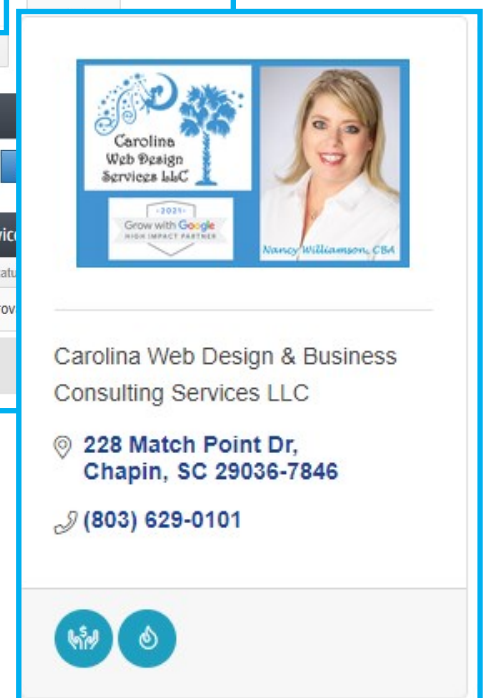 Carolina
Web Design
Services LLC
-2021-
Grow with Google
HIGH IMPACT PARTNER
Nancy Williamson, CBA
Carolina Web Design & Business
Consulting Services LLC
228 Match Point Dr,
Chapin, SC 29036-7846
(803) 629-0101
$